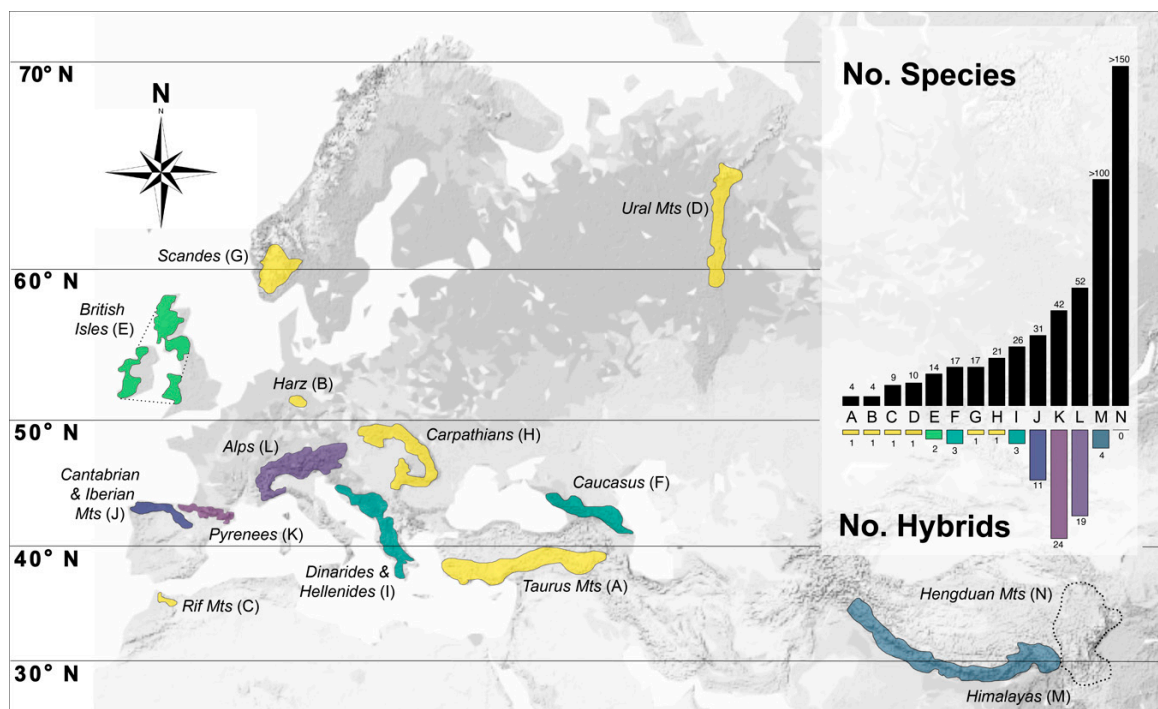 70° N
N
N
Ural Mts (D)
Scandes (G)
60° N
British
Isles (E)
Harz (B)
50° N
Carpathians (H)
Alps (L)
Cantabrian
& Iberian
Mts (J)
Caucasus (F)
Pyrenees (K)
40° N
Dinarides &
Hellenides (I)
Taurus Mts (A)
Rif Mts (C)
Hengduan Mts (N)
30° N
Himalayas (M)
No. Species
4 4 9 10 14 17 17 21 26 31 42 52 >100 >150
A B C D E F G H I J K L M N
1 1 1 1 2 3 1 1 3 11 24 19 4 0
No. Hybrids